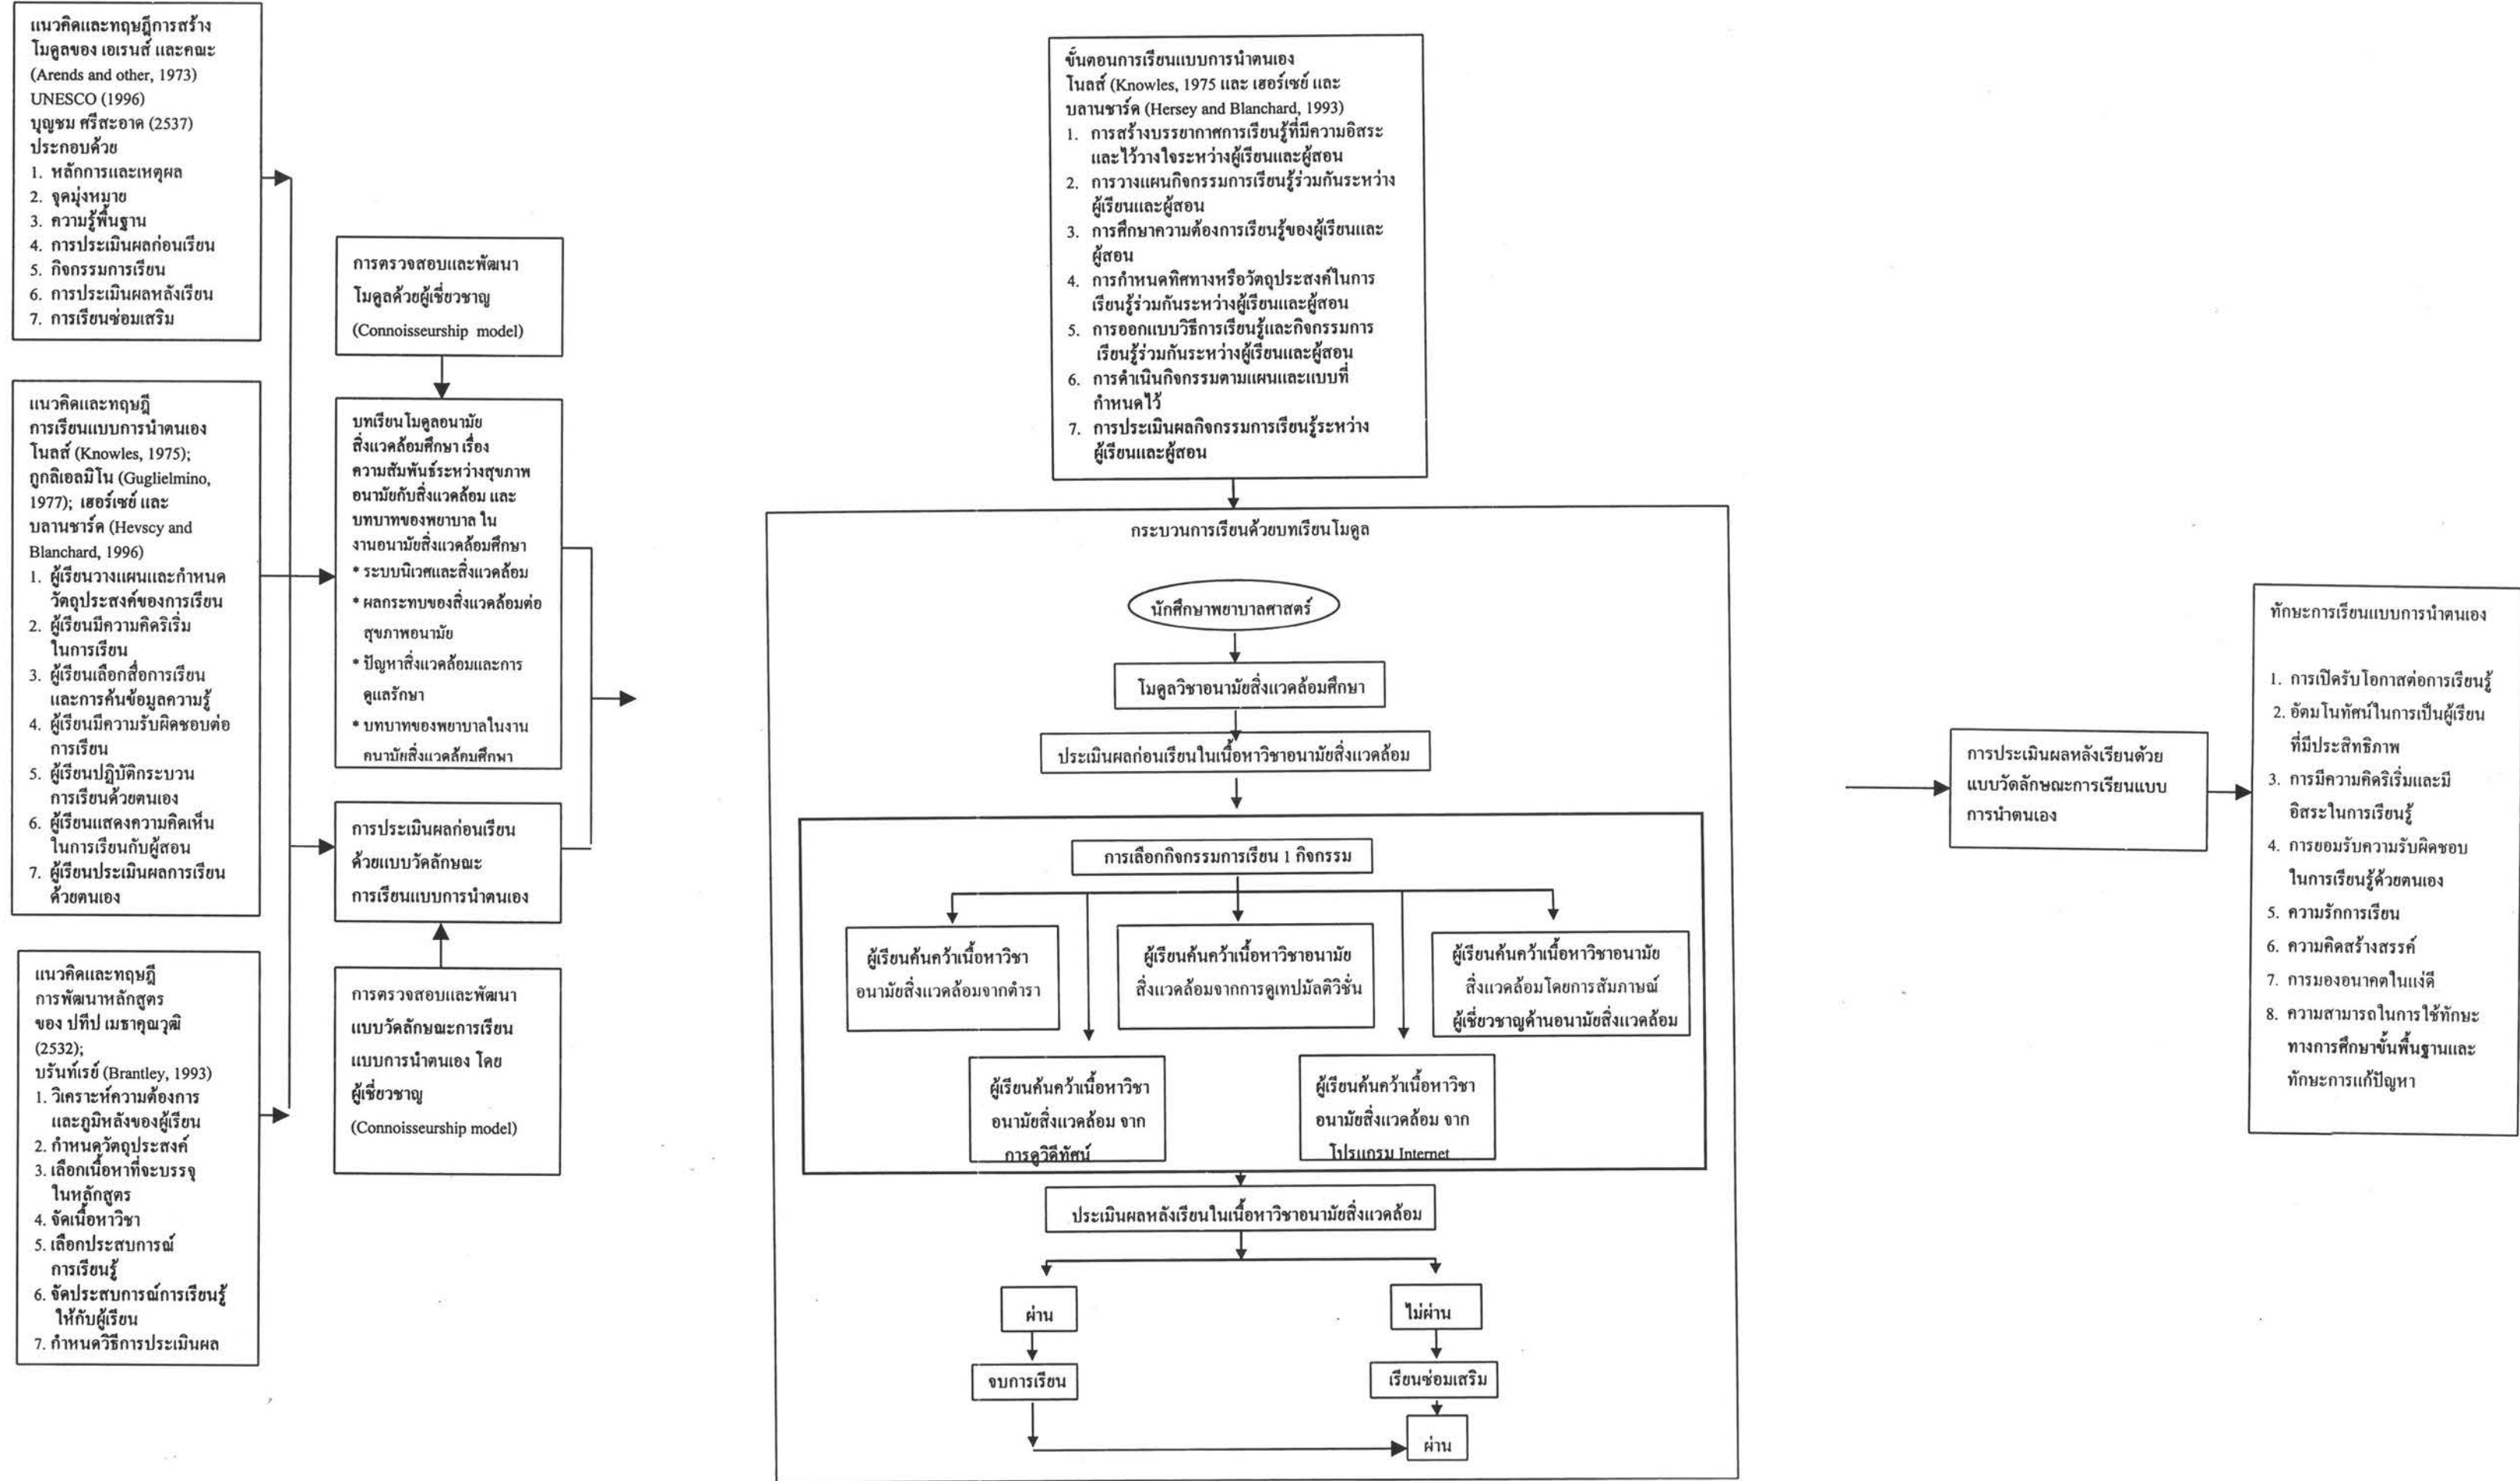 แนวคิดและทฤษฎีการสร้าง
โมดูลของ เอเรนส์ และคณะ
(Arends and other, 1973)
UNESCO (1996)
บุญชม ศรีสะอาด (2537)
ประกอบด้วย
1. หลักการและเหตุผล
2. จุดมุ่งหมาย
3. ความรู้พื้นฐาน
4. การประเมินผลก่อนเรียน
5. กิจกรรมการเรียน
6. การประเมินผลหลังเรียน
7. การเรียนซ่อมเสริม
แนวคิดและทฤษฎี
การเรียนแบบการนำตนเอง
โนลส์ (Knowles, 1975);
กูกลิเอลมิโน (Guglielmino,
1977); เฮอร์เซย์ และ
บลานชาร์ค (Hevscy and
Blanchard, 1996)
1. ผู้เรียนวางแผนและกำหนด
วัตถุประสงค์ของการเรียน
2. ผู้เรียนมีความคิดริเริ่ม
ในการเรียน
3. ผู้เรียนเลือกสื่อการเรียน
และการค้นข้อมูลความรู้
4. ผู้เรียนมีความรับผิดชอบต่อ
การเรียน
5. ผู้เรียนปฏิบัติกระบวน
การเรียนด้วยตนเอง
6. ผู้เรียนแสดงความคิดเห็น
ในการเรียนกับผู้สอน
7. ผู้เรียนประเมินผลการเรียน
ด้วยตนเอง
แนวคิดและทฤษฎี
การพัฒนาหลักสูตร
ของ ปทีป เมธาคุณวุฒิ
(2532);
บรันท์เรย์ (Brantley, 1993)
1. วิเคราะห์ความต้องการ
และภูมิหลังของผู้เรียน
2. กำหนดวัตถุประสงค์
3. เลือกเนื้อหาที่จะบรรจุ
ในหลักสูตร
4. จัดเนื้อหาวิชา
5. เลือกประสบการณ์
การเรียนรู้
6. จัดประสบการณ์การเรียนรู้
ให้กับผู้เรียน
7. กำหนดวิธีการประเมินผล
การตรวจสอบและพัฒนา
โมดูลด้วยผู้เชี่ยวชาญ
(Connoisseurship model)
บทเรียนโมดูลอนามัย
สิ่งแวดล้อมศึกษา เรื่อง
ความสัมพันธ์ระหว่างสุขภาพ
อนามัยกับสิ่งแวดล้อม และ
บทบาทของพยาบาล ใน
งานอนามัยสิ่งแวดล้อมศึกษา
* ระบบนิเวศและสิ่งแวดล้อม
* ผลกระทบของสิ่งแวดล้อมต่อ
สุขภาพอนามัย
* ปัญหาสิ่งแวดล้อมและการ
ดูแลรักษา
* บทบาทของพยาบาลในงาน
อนามัยสิ่งแวดล้อมศึกษา
การประเมินผลก่อนเรียน
ด้วยแบบวัดลักษณะ
การเรียนแบบการนำตนเอง
การตรวจสอบและพัฒนา
แบบวัดลักษณะการเรียน
แบบการนำตนเอง โดย
ผู้เชี่ยวชาญ
(Connoisseurship model)
ขั้นตอนการเรียนแบบการนำตนเอง
โนลส์ (Knowles, 1975 และ เฮอร์เซย์ และ
บลานชาร์ค (Hersey and Blanchard, 1993)
1. การสร้างบรรยากาศการเรียนรู้ที่มีความอิสระ
และไว้วางใจระหว่างผู้เรียนและผู้สอน
2. การวางแผนกิจกรรมการเรียนรู้ร่วมกันระหว่าง
ผู้เรียนและผู้สอน
3. การศึกษาความต้องการเรียนรู้ของผู้เรียนและ
ผู้สอน
4. การกำหนดทิศทางหรือวัตถุประสงค์ในการ
เรียนรู้ร่วมกันระหว่างผู้เรียนและผู้สอน
5. การออกแบบวิธีการเรียนรู้และกิจกรรมการ
เรียนรู้ร่วมกันระหว่างผู้เรียนและผู้สอน
6. การดำเนินกิจกรรมตามแผนและแบบที่
กำหนดไว้
7. การประเมินผลกิจกรรมการเรียนรู้ระหว่าง
ผู้เรียนและผู้สอน
กระบวนการเรียนด้วยบทเรียนโมดูล
นักศึกษาพยาบาลศาสตร์
โมดูลวิชาอนามัยสิ่งแวดล้อมศึกษา
ประเมินผลก่อนเรียนในเนื้อหาวิชาอนามัยสิ่งแวดล้อม
การเลือกกิจกรรมการเรียน 1 กิจกรรม
ผู้เรียนค้นคว้าเนื้อหาวิชา
อนามัยสิ่งแวดล้อมจากตำรา
ผู้เรียนค้นคว้าเนื้อหาวิชาอนามัย
สิ่งแวดล้อมจากการดูเทปมัลติวิชั่น
ผู้เรียนค้นคว้าเนื้อหาวิชาอนามัย
สิ่งแวดล้อมโดยการสัมภาษณ์
ผู้เชี่ยวชาญด้านอนามัยสิ่งแวดล้อม
ผู้เรียนค้นคว้าเนื้อหาวิชา
อนามัยสิ่งแวดล้อม จาก
การดูวิดีทัศน์
ผู้เรียนค้นคว้าเนื้อหาวิชา
อนามัยสิ่งแวดล้อม จาก
โปรแกรม Internet
ประเมินผลหลังเรียนในเนื้อหาวิชาอนามัยสิ่งแวดล้อม
ผ่าน
ไม่ผ่าน
จบการเรียน
เรียนซ่อมเสริม
ผ่าน
การประเมินผลหลังเรียนด้วย
แบบวัดลักษณะการเรียนแบบ
การนำตนเอง
ทักษะการเรียนแบบการนำตนเอง
1. การเปิดรับโอกาสต่อการเรียนรู้
2. อัตมโนทัศน์ในการเป็นผู้เรียน
ที่มีประสิทธิภาพ
3. การมีความคิดริเริ่มและมี
อิสระในการเรียนรู้
4. การยอมรับความรับผิดชอบ
ในการเรียนรู้ด้วยตนเอง
5. ความรักการเรียน
6. ความคิดสร้างสรรค์
7. การมองอนาคตในแง่ดี
8. ความสามารถในการใช้ทักษะ
ทางการศึกษาขั้นพื้นฐานและ
ทักษะการแก้ปัญหา